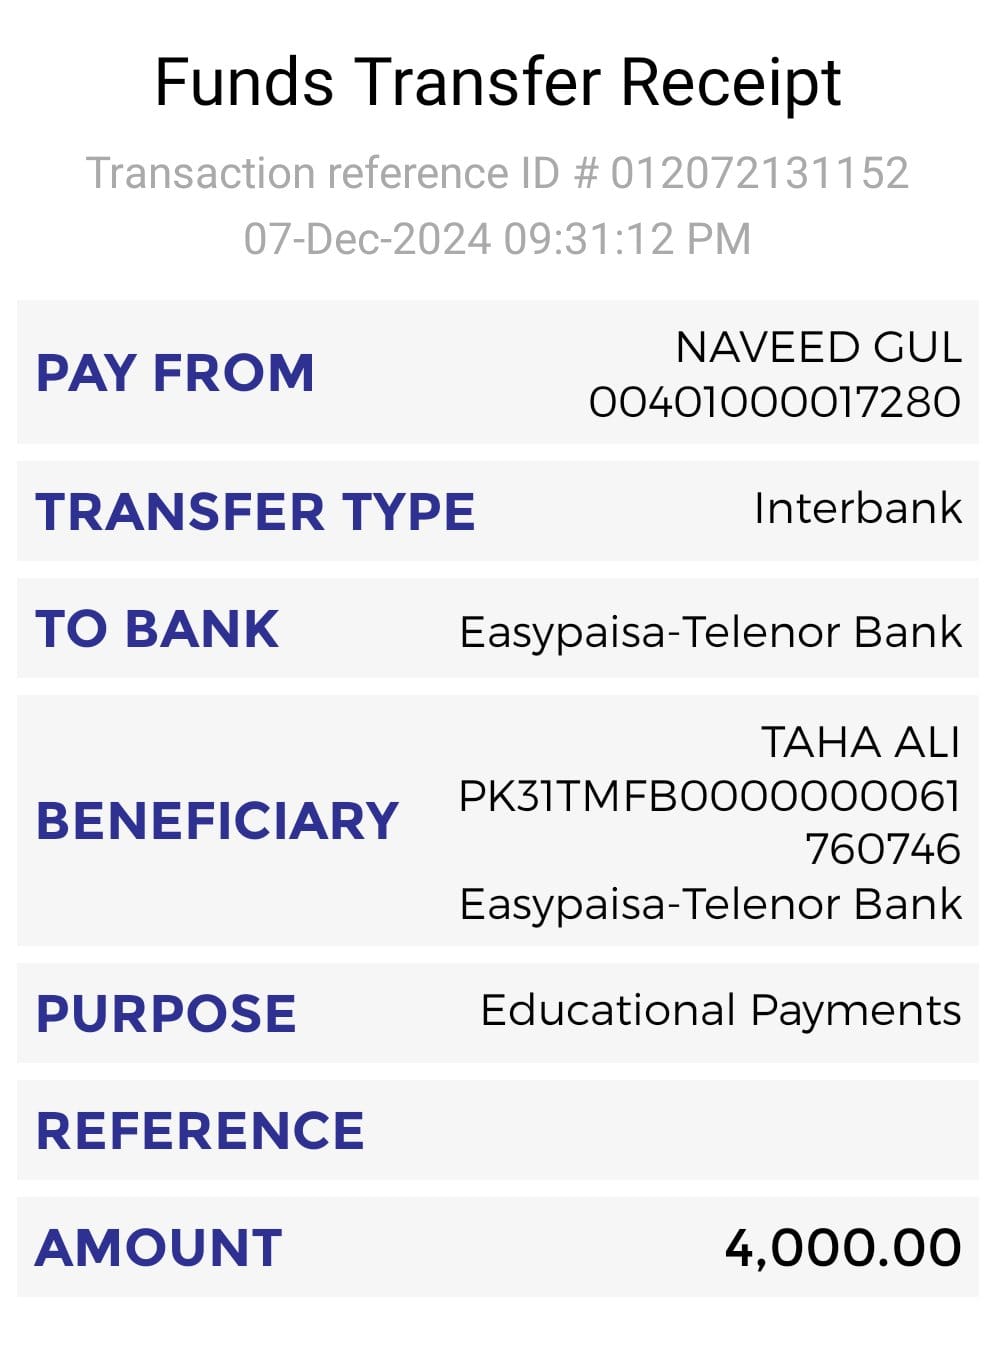 Funds Transfer Receipt
Transaction reference ID # 012072131152
07-Dec-2024 09:31:12 PM
PAY FROM
NAVEED GUL
00401000017280
TRANSFER TYPE
Interbank
TO BANK
Easypaisa-Telenor Bank
BENEFICIARY
TAHA ALI
PK31TMFB0000000061
760746
Easypaisa-Telenor Bank
PURPOSE
Educational Payments
REFERENCE
AMOUNT
4,000.00